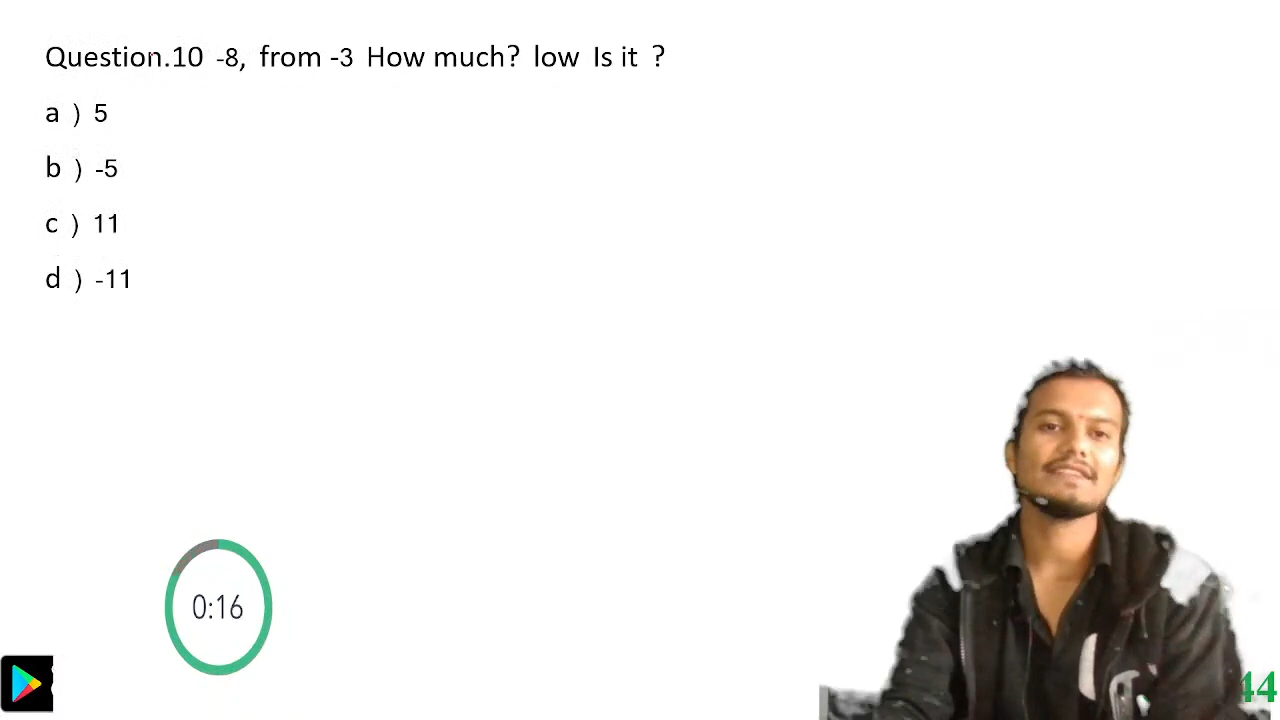 Question.10 -8, from -3 How much? low Is it ?
a ) 5
b ) -5
c ) 11
d ) -11
0:16
44